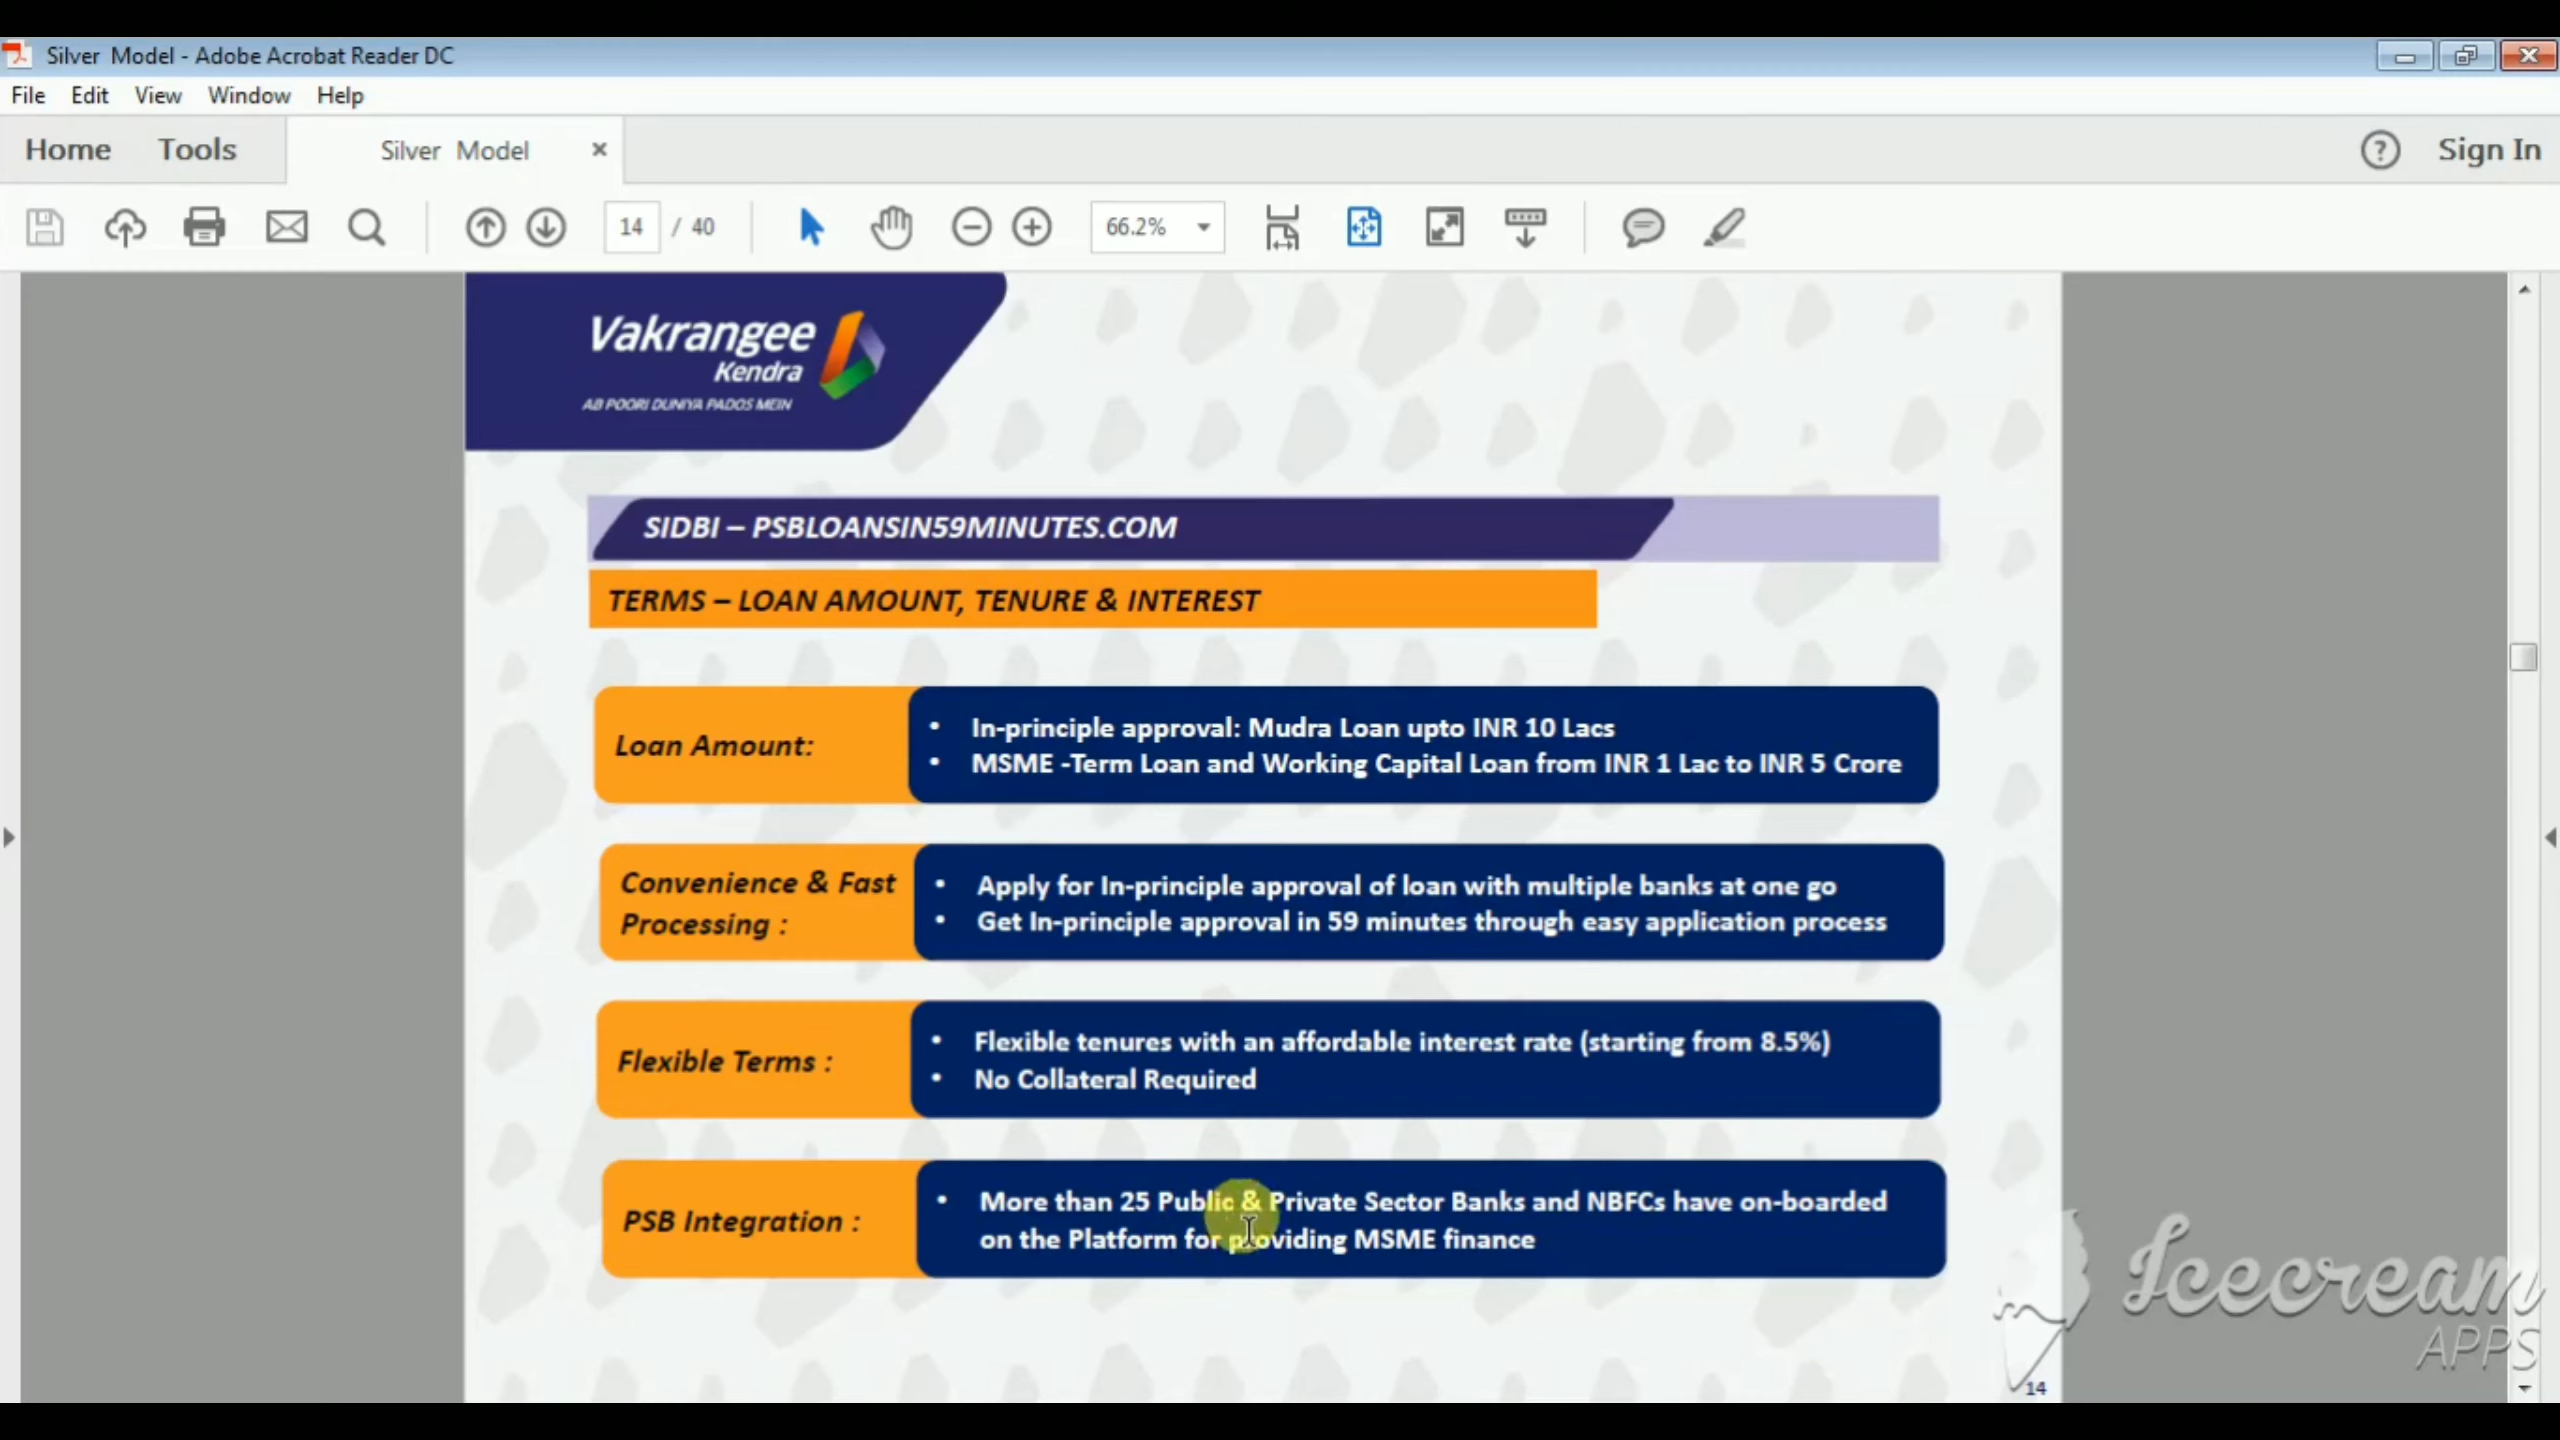 Silver Model - Adobe Acrobat Reader DC
File Edit View Window Help
Home Tools Silver Model × ? Sign In
14 / 40 66.2%
Vakrangee
Kendra
AB POORI DUNIYA PADOS MEIN
SIDBI – PSBLOANSIN59MINUTES.COM
TERMS – LOAN AMOUNT, TENURE & INTEREST
Loan Amount:
• In-principle approval: Mudra Loan upto INR 10 Lacs
• MSME -Term Loan and Working Capital Loan from INR 1 Lac to INR 5 Crore
Convenience & Fast
Processing :
• Apply for In-principle approval of loan with multiple banks at one go
• Get In-principle approval in 59 minutes through easy application process
Flexible Terms :
• Flexible tenures with an affordable interest rate (starting from 8.5%)
• No Collateral Required
PSB Integration :
• More than 25 Public & Private Sector Banks and NBFCs have on-boarded
on the Platform for providing MSME finance
Icecream
APPS
14